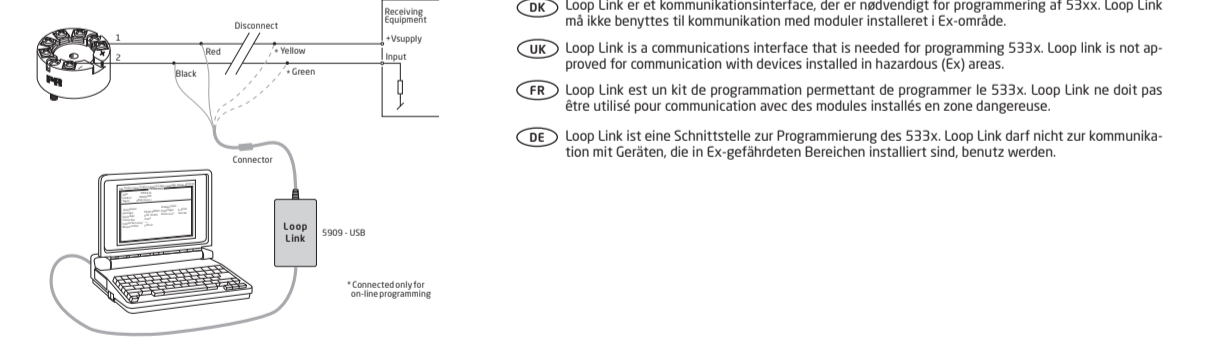 Disconnect
Receiving
Equipment
+Vsupply
1
Red
* Yellow
2
Input
Black
* Green
PR
Connector
Loop
Link
5909 - USB
* Connected only for
on-line programming
DK Loop Link er et kommunikationsinterface, der er nødvendigt for programmering af 53xx. Loop Link
må ikke benyttes til kommunikation med moduler installeret i Ex-område.
UK Loop Link is a communications interface that is needed for programming 533x. Loop link is not ap-
proved for communication with devices installed in hazardous (Ex) areas.
FR Loop Link est un kit de programmation permettant de programmer le 533x. Loop Link ne doit pas
être utilisé pour communication avec des modules installés en zone dangereuse.
DE Loop Link ist eine Schnittstelle zur Programmierung des 533x. Loop Link darf nicht zur kommunika-
tion mit Geräten, die in Ex-gefährdeten Bereichen installiert sind, benutz werden.